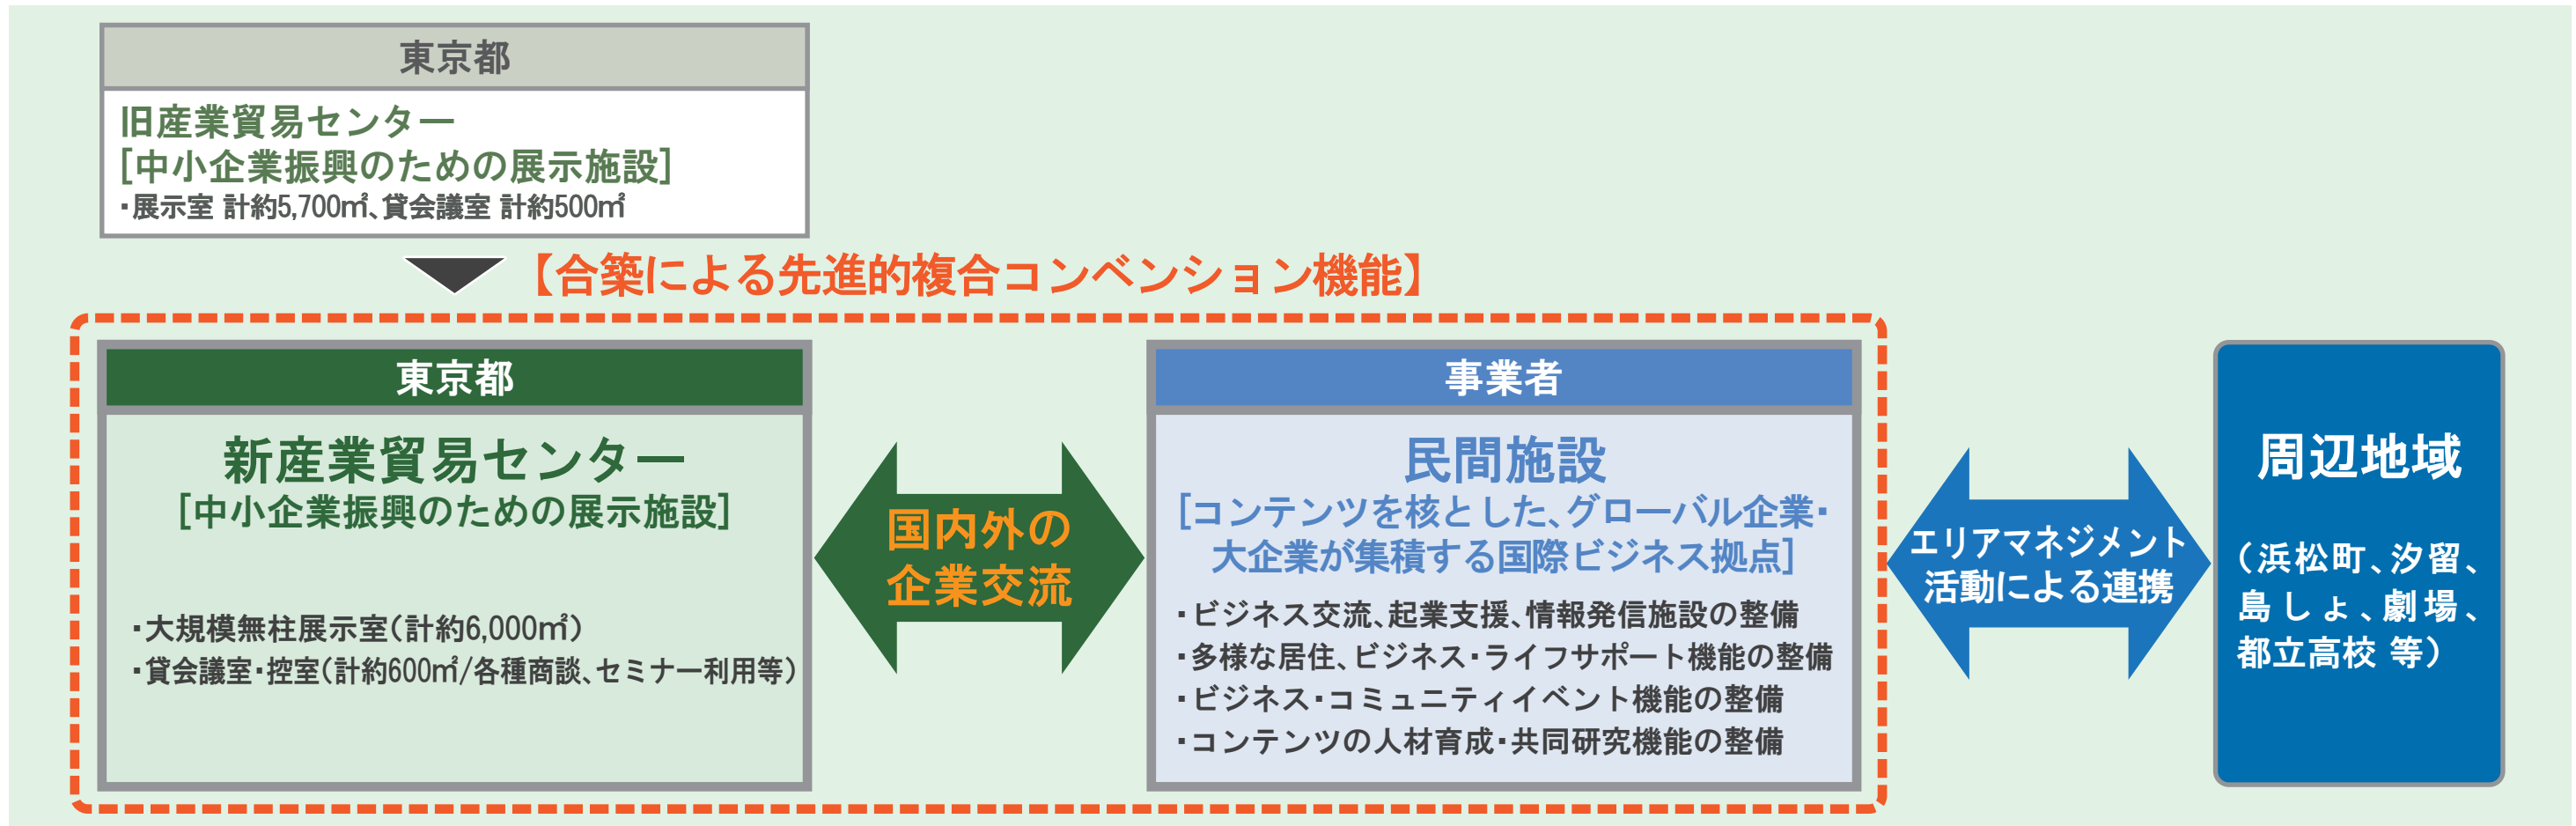 東京都
旧産業貿易センター
[中小企業振興のための展示施設]
・展示室 計約5,700㎡、貸会議室 計約500㎡
【合築による先進的複合コンベンション機能】
東京都
新産業貿易センター
[中小企業振興のための展示施設]
・大規模無柱展示室（計約6,000㎡）
・貸会議室・控室（計約600㎡/各種商談、セミナー利用等）
国内外の
企業交流
事業者
民間施設
[コンテンツを核とした、グローバル企業・
大企業が集積する国際ビジネス拠点]
・ビジネス交流、起業支援、情報発信施設の整備
・多様な居住、ビジネス・ライフサポート機能の整備
・ビジネス・コミュニティイベント機能の整備
・コンテンツの人材育成・共同研究機能の整備
エリアマネジメント
活動による連携
周辺地域
（浜松町、汐留、
島しょ、劇場、
都立高校 等）